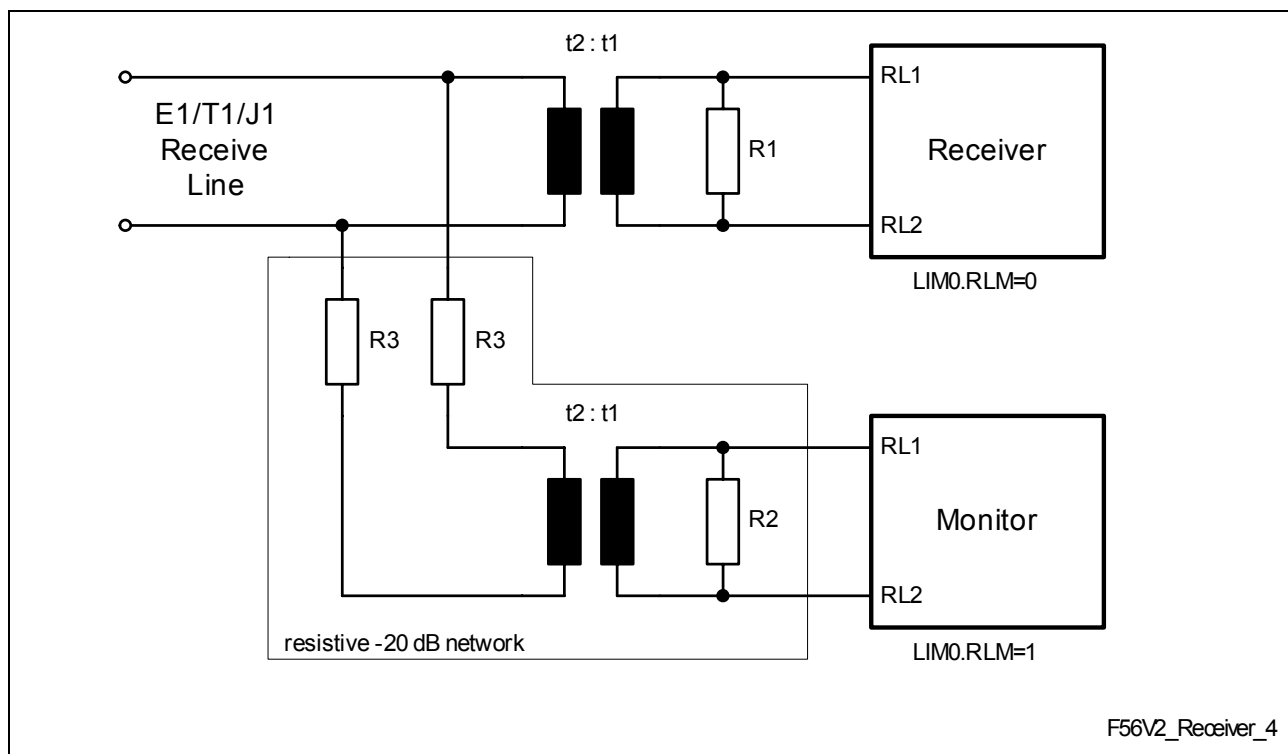 t2 : t1
E1/T1/J1
Receive
Line
RL1
R1
Receiver
RL2
LIM0.RLM=0
R3
R3
t2 : t1
RL1
R2
Monitor
RL2
resistive -20 dB network
LIM0.RLM=1
F56V2_Receiver_4